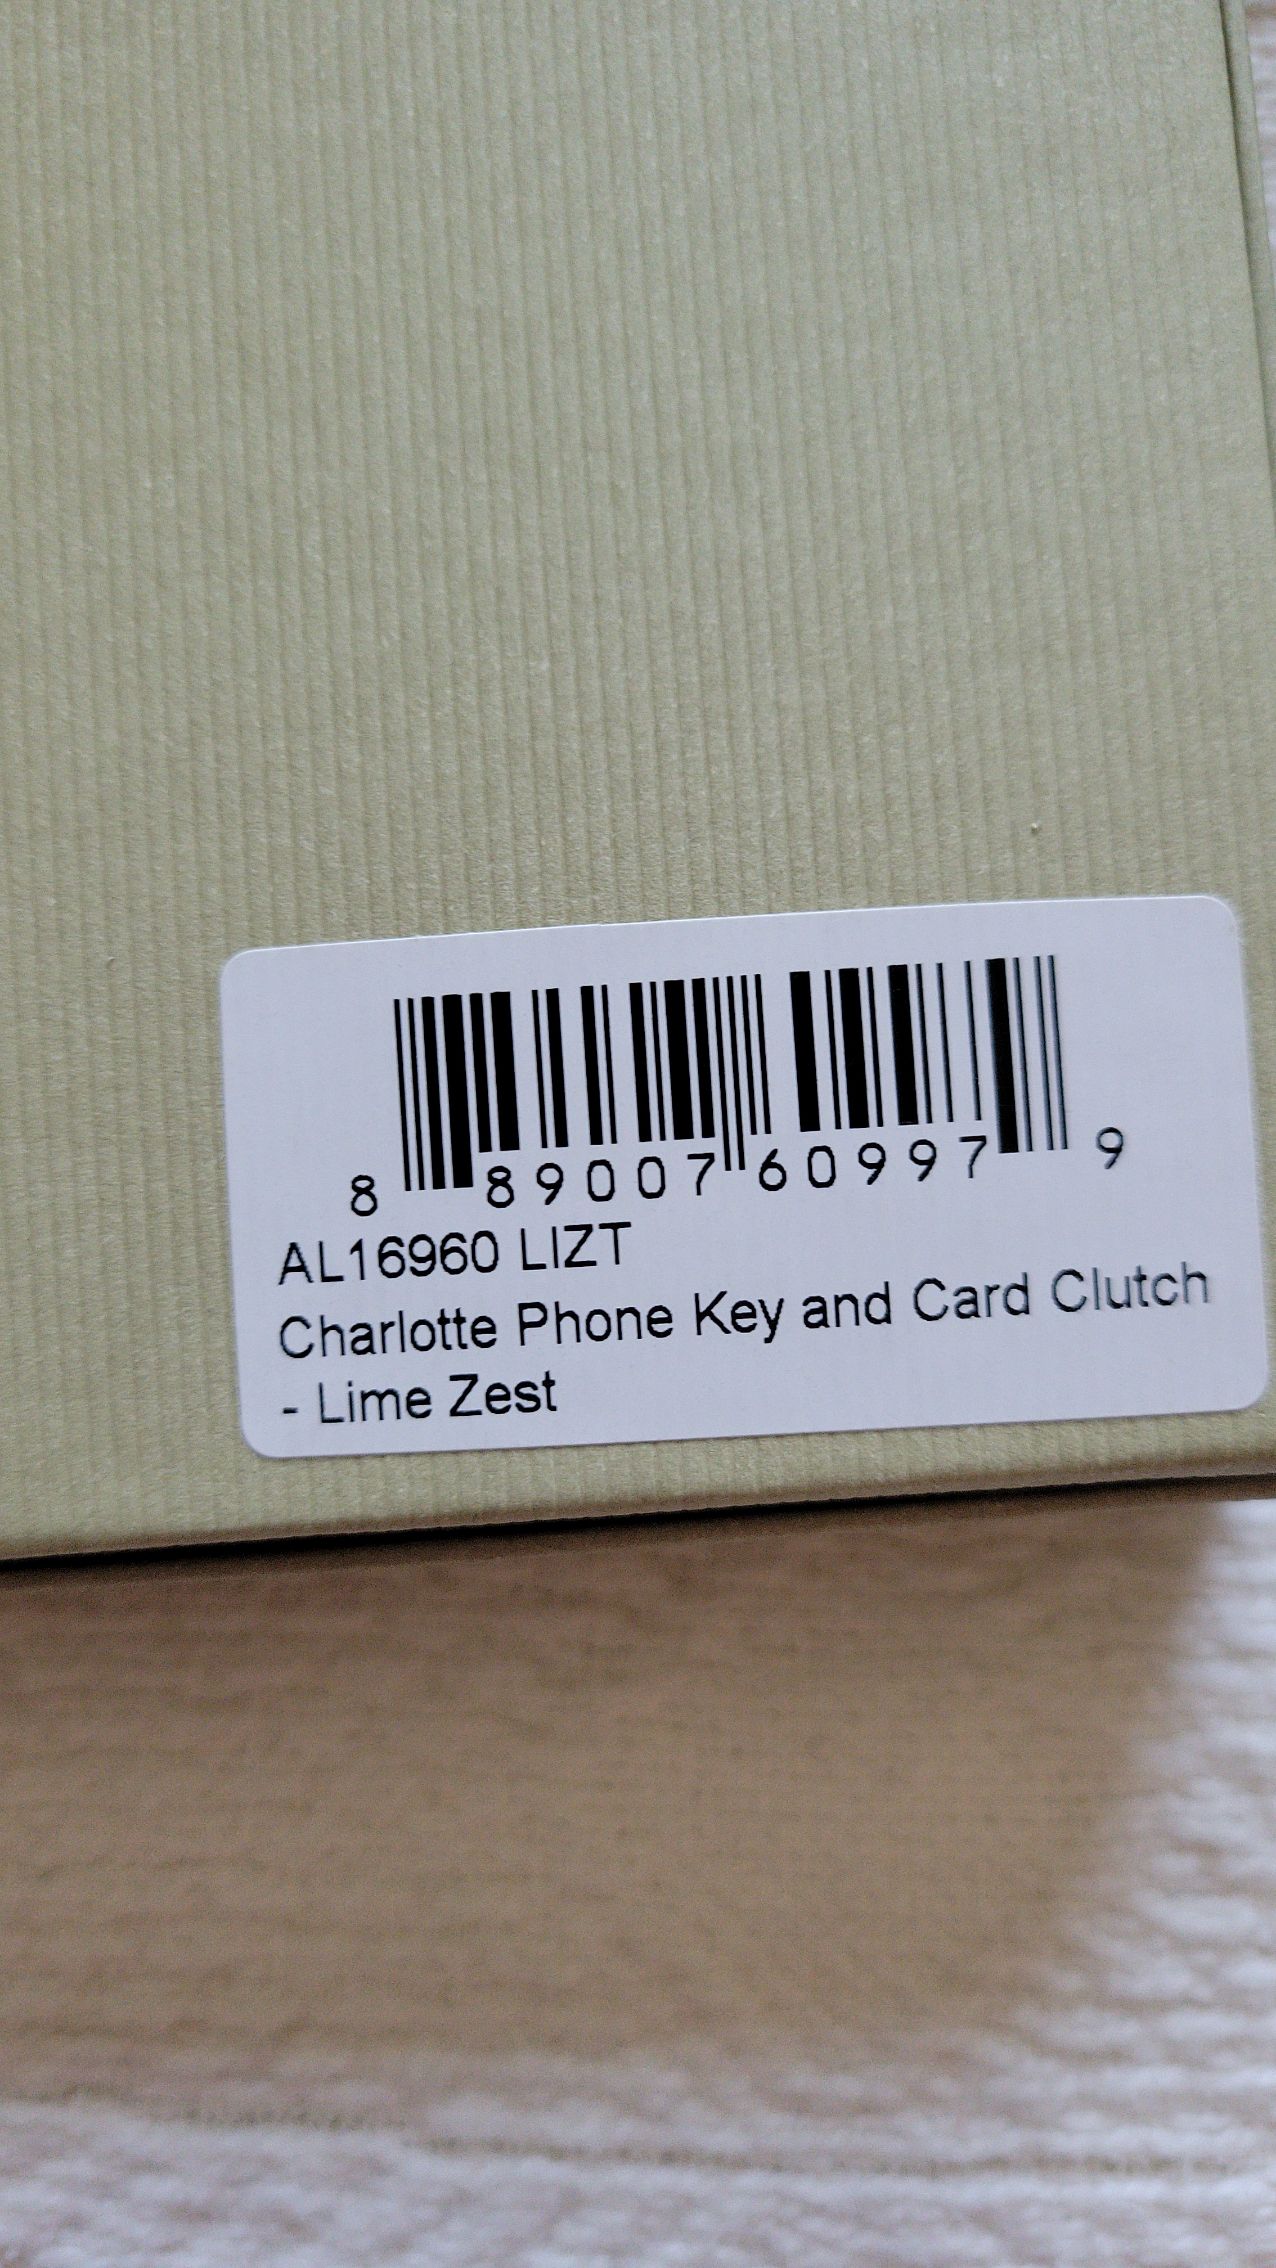 8 89007 60997 9
AL16960 LIZT
Charlotte Phone Key and Card Clutch
- Lime Zest